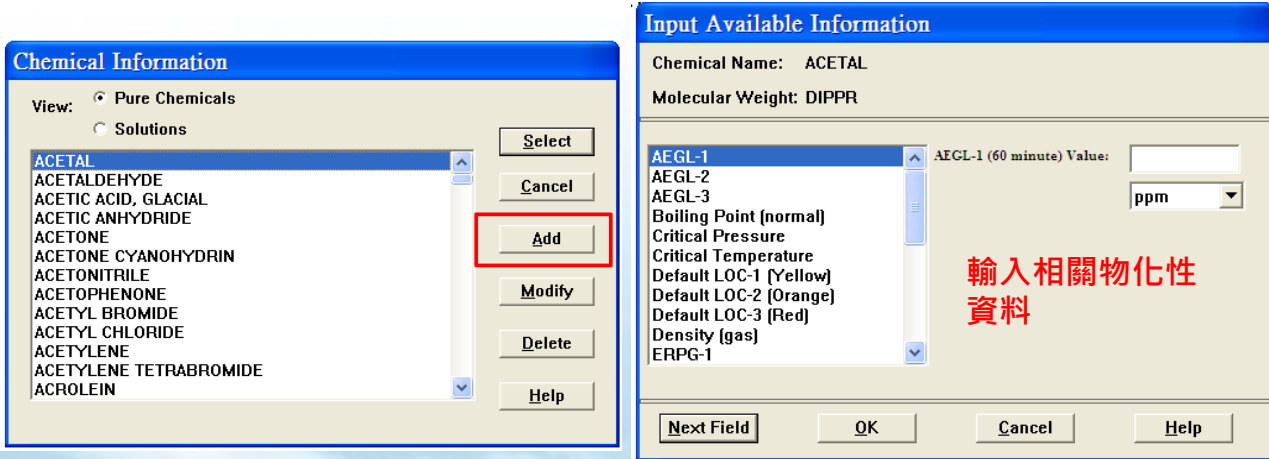 Chemical Information
View:
Pure Chemicals
Solutions
ACETAL
ACETALDEHYDE
ACETIC ACID, GLACIAL
ACETIC ANHYDRIDE
ACETONE
ACETONE CYANOHYDRIN
ACETONITRILE
ACETOPHENONE
ACETYL BROMIDE
ACETYL CHLORIDE
ACETYLENE
ACETYLENE TETRABROMIDE
ACROLEIN
Select
Cancel
Add
Modify
Delete
Help
Input Available Information
Chemical Name: ACETAL
Molecular Weight: DIPPR
AEGL-1
AEGL-2
AEGL-3
Boiling Point (normal)
Critical Pressure
Critical Temperature
Default LOC-1 (Yellow)
Default LOC-2 (Orange)
Default LOC-3 (Red)
Density (gas)
ERPG-1
AEGL-1 (60 minute) Value:
ppm
輸入相關物化性
資料
Next Field
OK
Cancel
Help